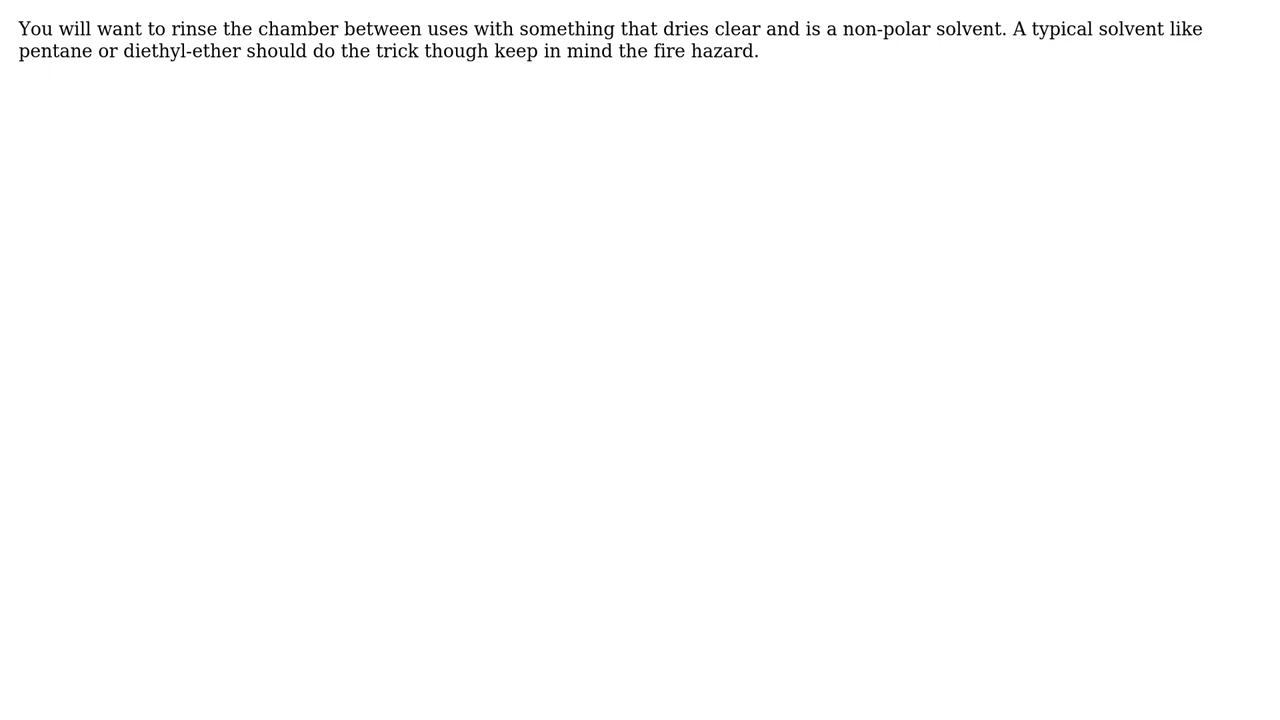 You will want to rinse the chamber between uses with something that dries clear and is a non-polar solvent. A typical solvent like
pentane or diethyl-ether should do the trick though keep in mind the fire hazard.